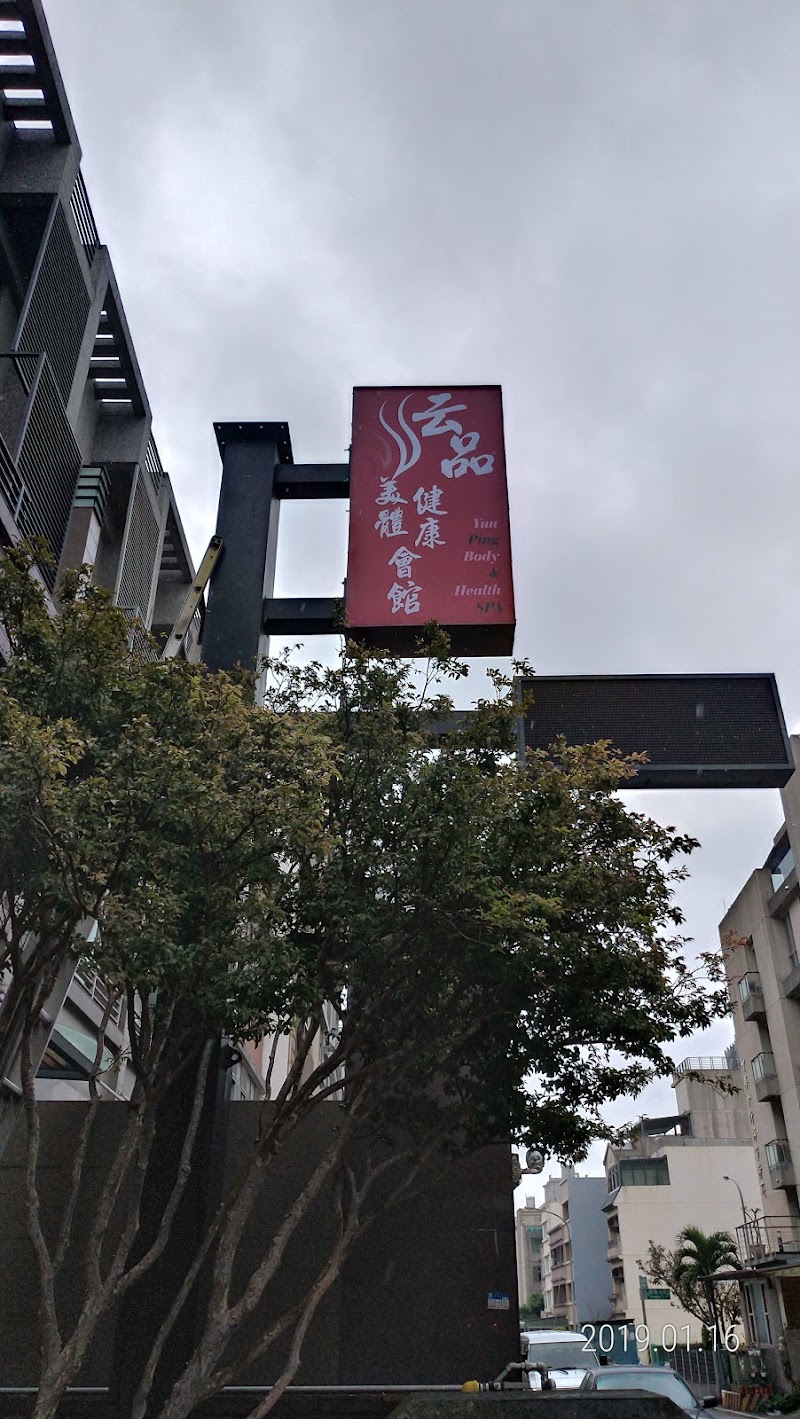 云品
健康
美體
會館
Yun
Ping
Body
&
Health
SPA
2019.01.16